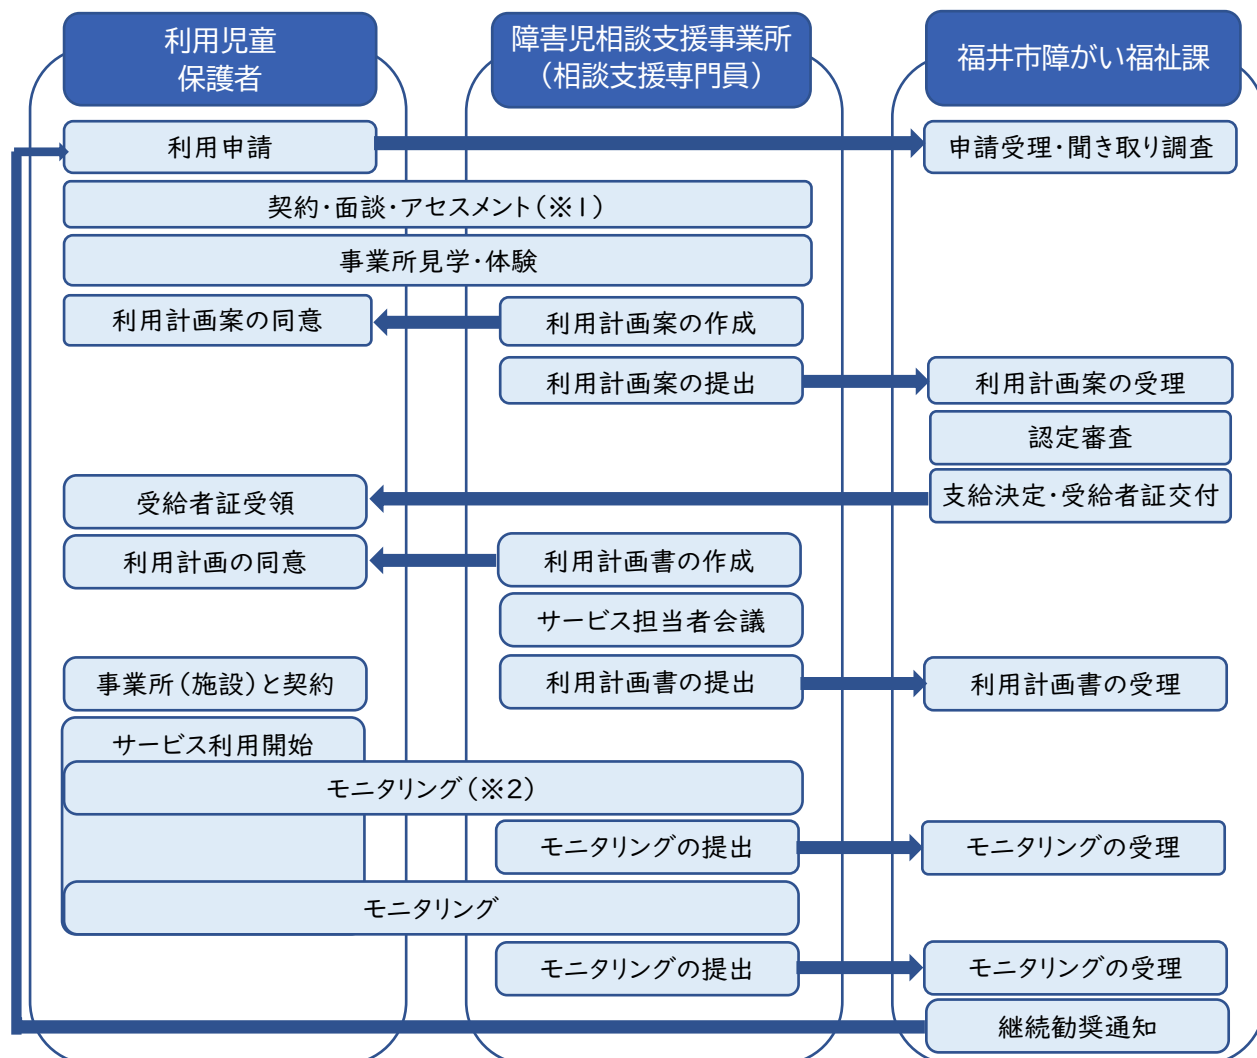 利用児童
保護者
障害児相談支援事業所
（相談支援専門員）
福井市障がい福祉課
利用申請
申請受理・聞き取り調査
契約・面談・アセスメント（※1）
事業所見学・体験
利用計画案の同意
利用計画案の作成
利用計画案の提出
利用計画案の受理
認定審査
受給者証受領
支給決定・受給者証交付
利用計画の同意
利用計画書の作成
サービス担当者会議
事業所（施設）と契約
利用計画書の提出
利用計画書の受理
サービス利用開始
モニタリング（※2）
モニタリングの提出
モニタリングの受理
モニタリング
モニタリングの提出
モニタリングの受理
継続勧奨通知